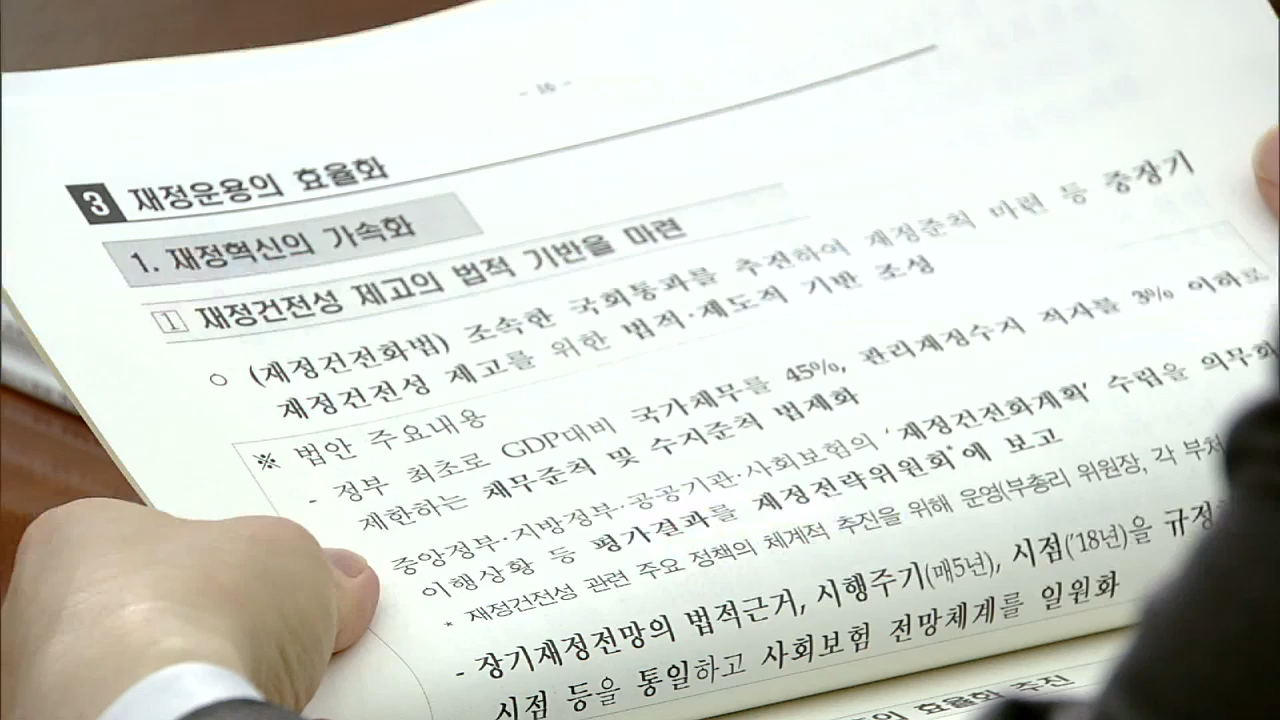 - 16 -
3 재정운용의 효율화
1. 재정혁신의 가속화
1 재정건전성 제고의 법적 기반을 마련
○ (재정건전화법) 조속한 국회통과를 추진하여 재정준칙 마련 등 중장기
재정건전성 제고를 위한 법적·제도적 기반 조성
※ 법안 주요내용
- 정부 최초로 GDP대비 국가채무를 45%, 관리재정수지 적자를 3% 이하로
제한하는 채무준칙 및 수지준칙 법제화
중앙정부·지방정부·공공기관·사회보험의 '재정건전화계획' 수립을 의무화
이행상황 등 평가결과를 재정전략위원회*에 보고
* 재정건전성 관련 주요 정책의 체계적 추진을 위해 운영(부총리 위원장, 각 부처
- 장기재정전망의 법적근거, 시행주기(매5년), 시점('18년)을 규정
시점 등을 통일하고 사회보험 전망체계를 일원화
효율화 추진